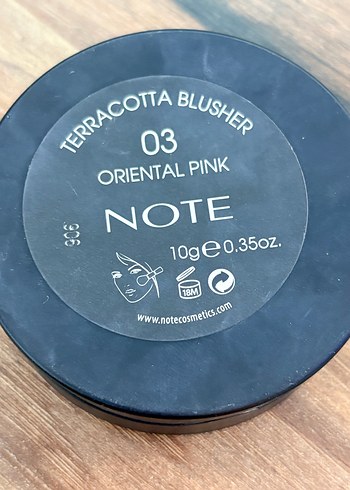 TERRACOTTA BLUSHER
03
ORIENTAL PINK
NOTE
906
10g℮0.35oz.
18M
www.notecosmetics.com